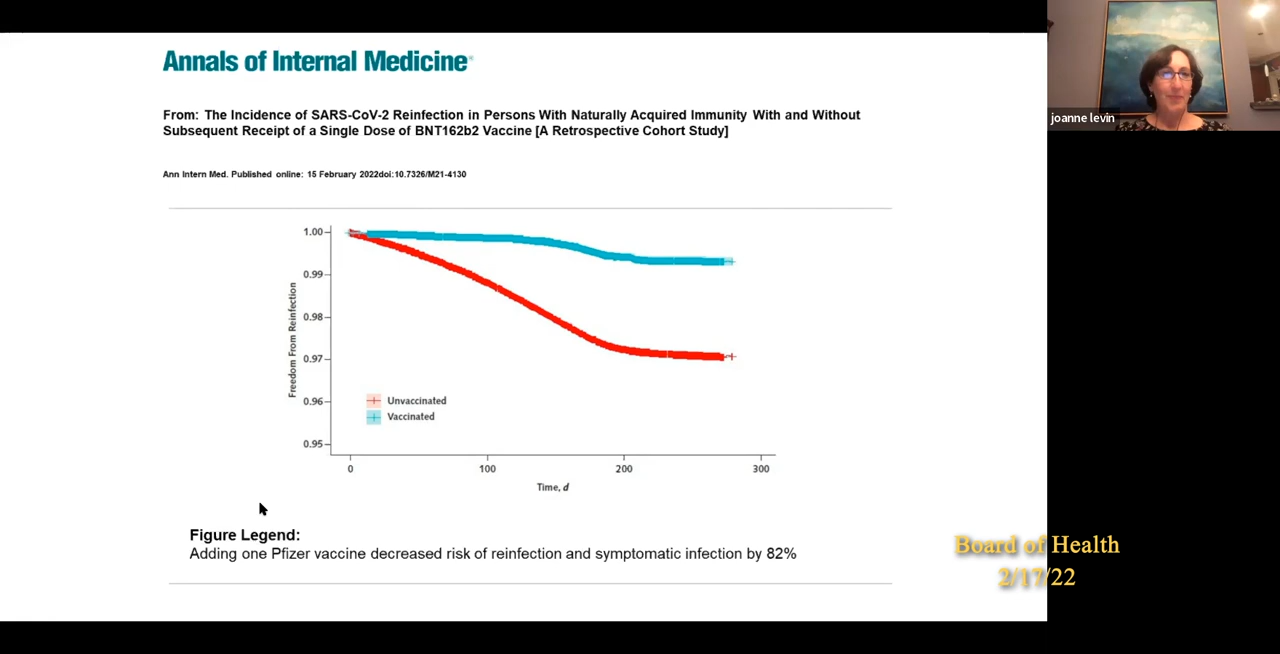 Annals of Internal Medicine
joanne levin
From: The Incidence of SARS-CoV-2 Reinfection in Persons With Naturally Acquired Immunity With and Without
Subsequent Receipt of a Single Dose of BNT162b2 Vaccine [A Retrospective Cohort Study]
Ann Intern Med. Published online: 15 February 2022doi:10.7326/M21-4130
Freedom From Reinfection
1.00
0.99
0.98
0.97
0.96
0.95
Unvaccinated
Vaccinated
0 100 200 300
Time, d
Figure Legend:
Adding one Pfizer vaccine decreased risk of reinfection and symptomatic infection by 82%
Board of Health
2/17/22